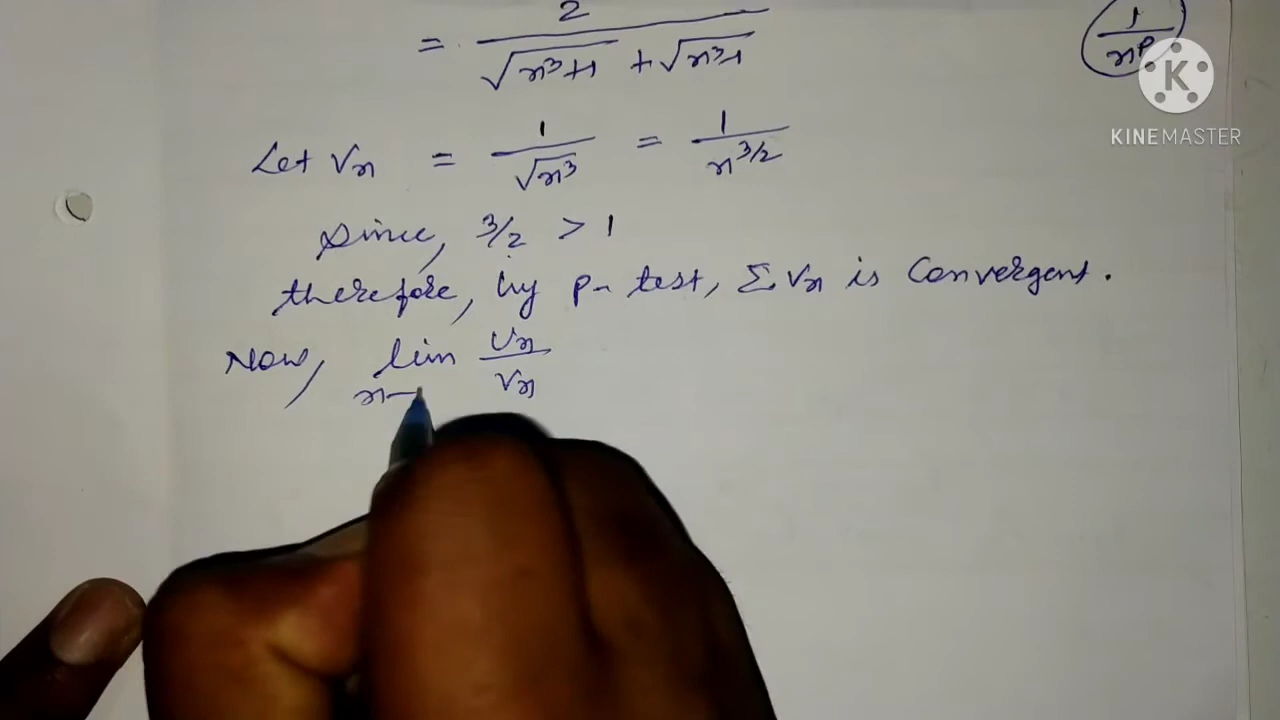 = 2 / (√n³+1 + √n³-1)
1/n^p
K
KINEMASTER
Let Vn = 1/√n³ = 1/n^3/2
Since, 3/2 > 1
therefore, by p- test, Σ Vn is Convergent.
Now, lim n→ Un/Vn